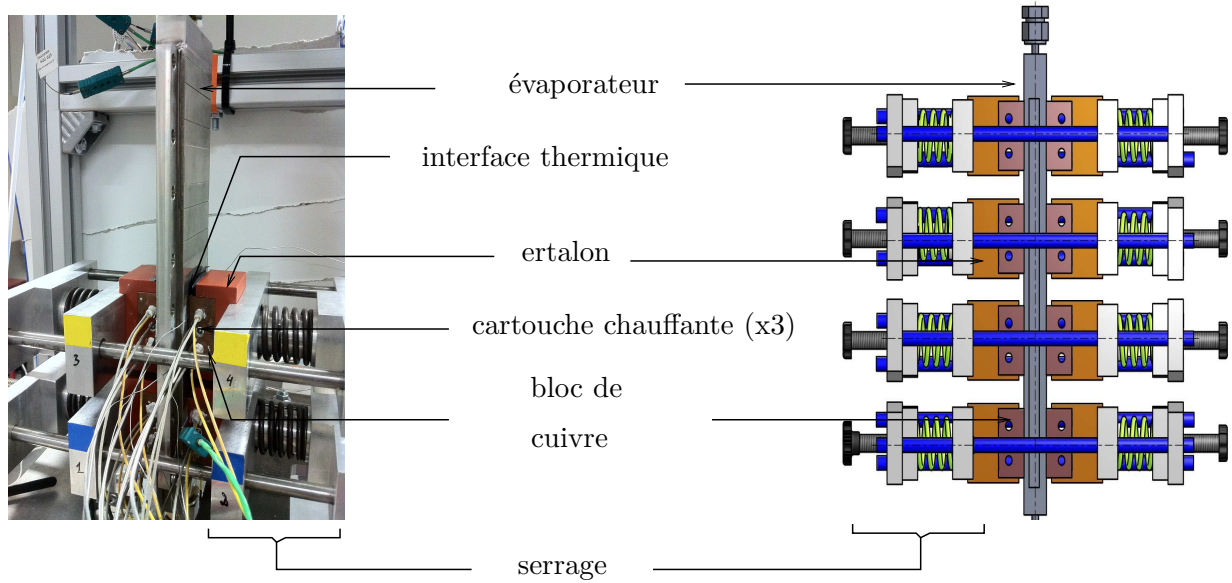 évaporateur
interface thermique
ertalon
cartouche chauffante (x3)
bloc de
cuivre
serrage
3
4
1
2